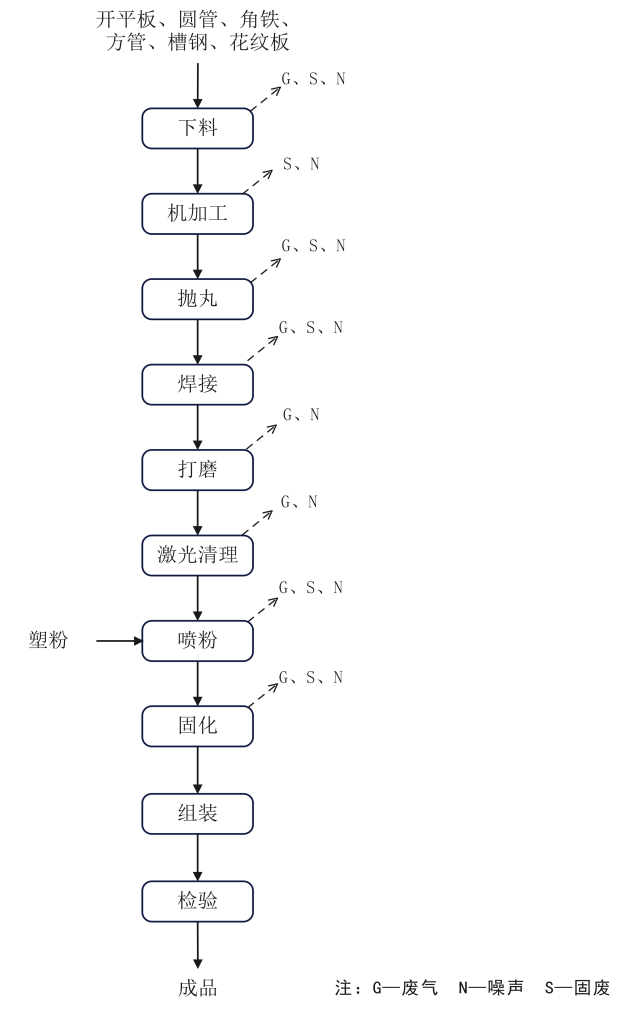 开平板、圆管、角铁、
方管、槽钢、花纹板
G、S、N
下料
S、N
机加工
G、S、N
抛丸
G、S、N
焊接
G、N
打磨
G、N
激光清理
G、S、N
塑粉
喷粉
G、S、N
固化
组装
检验
成品
注：G—废气 N—噪声 S—固废